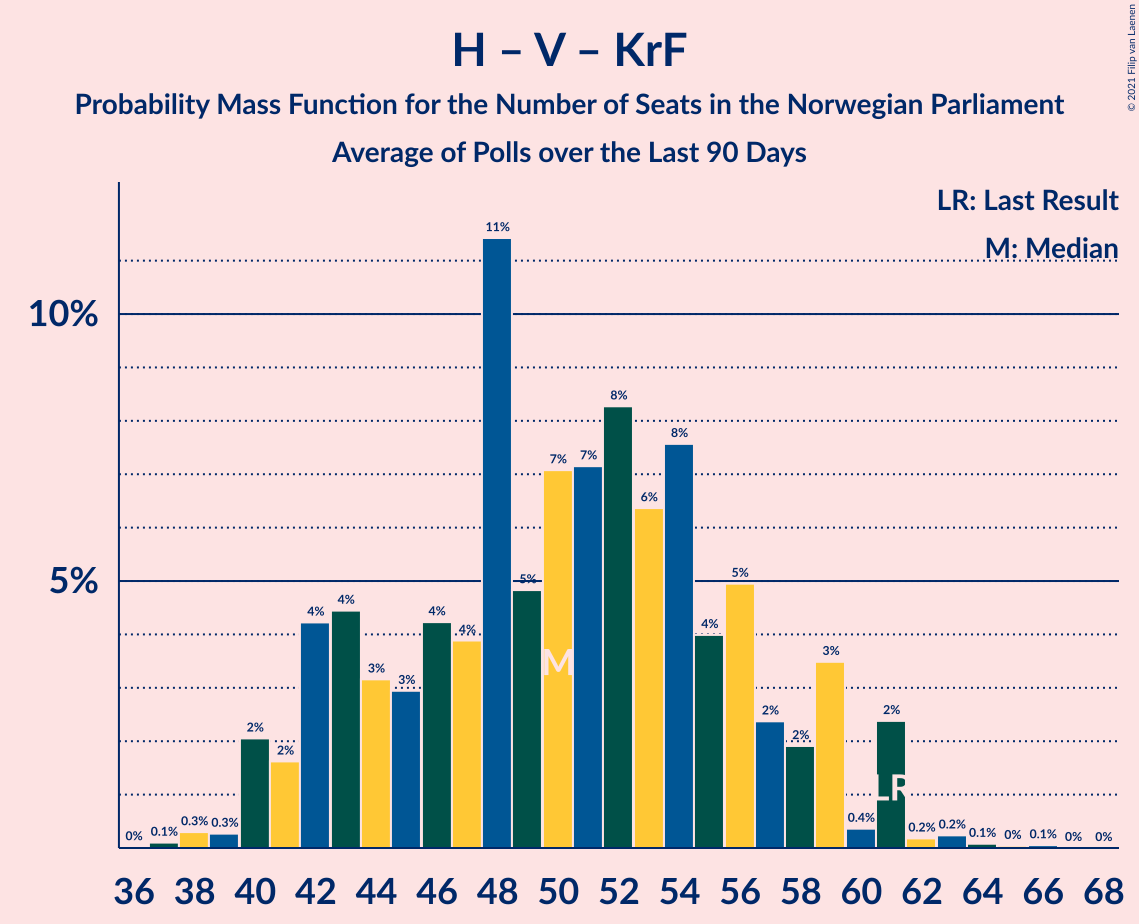 © 2021 Filip van Laenen
H – V – KrF
Probability Mass Function for the Number of Seats in the Norwegian Parliament
Average of Polls over the Last 90 Days
LR: Last Result
M: Median
10%
5%
0% 0.1% 0.3% 0.3% 2% 2% 4% 4% 3% 3% 4% 4% 11% 5% 7% 7% 8% 6% 8% 4% 5% 2% 2% 3% 0.4% 2% 0.2% 0.2% 0.1% 0% 0.1% 0% 0%
M
LR
36 38 40 42 44 46 48 50 52 54 56 58 60 62 64 66 68